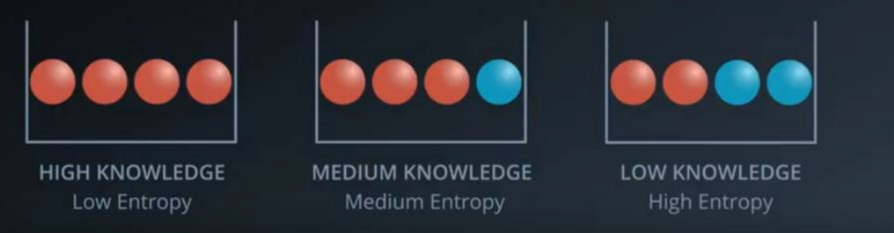 HIGH KNOWLEDGE
Low Entropy
MEDIUM KNOWLEDGE
Medium Entropy
LOW KNOWLEDGE
High Entropy